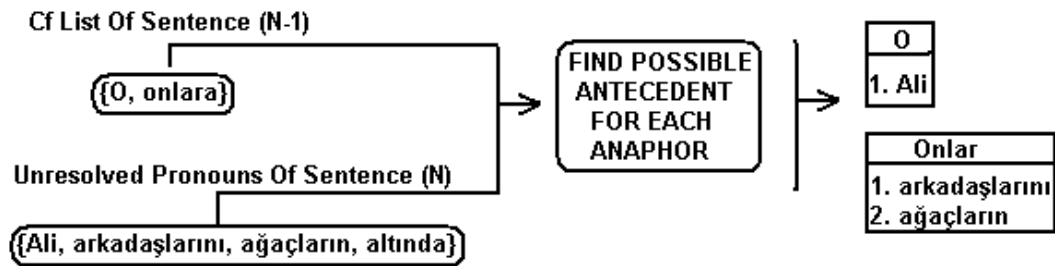 Cf List Of Sentence (N-1)
{O, onlara}
Unresolved Pronouns Of Sentence (N)
{Ali, arkadaşlarını, ağaçların, altında}
FIND POSSIBLE
ANTECEDENT
FOR EACH
ANAPHOR
O
1. Ali
Onlar
1. arkadaşlarını
2. ağaçların